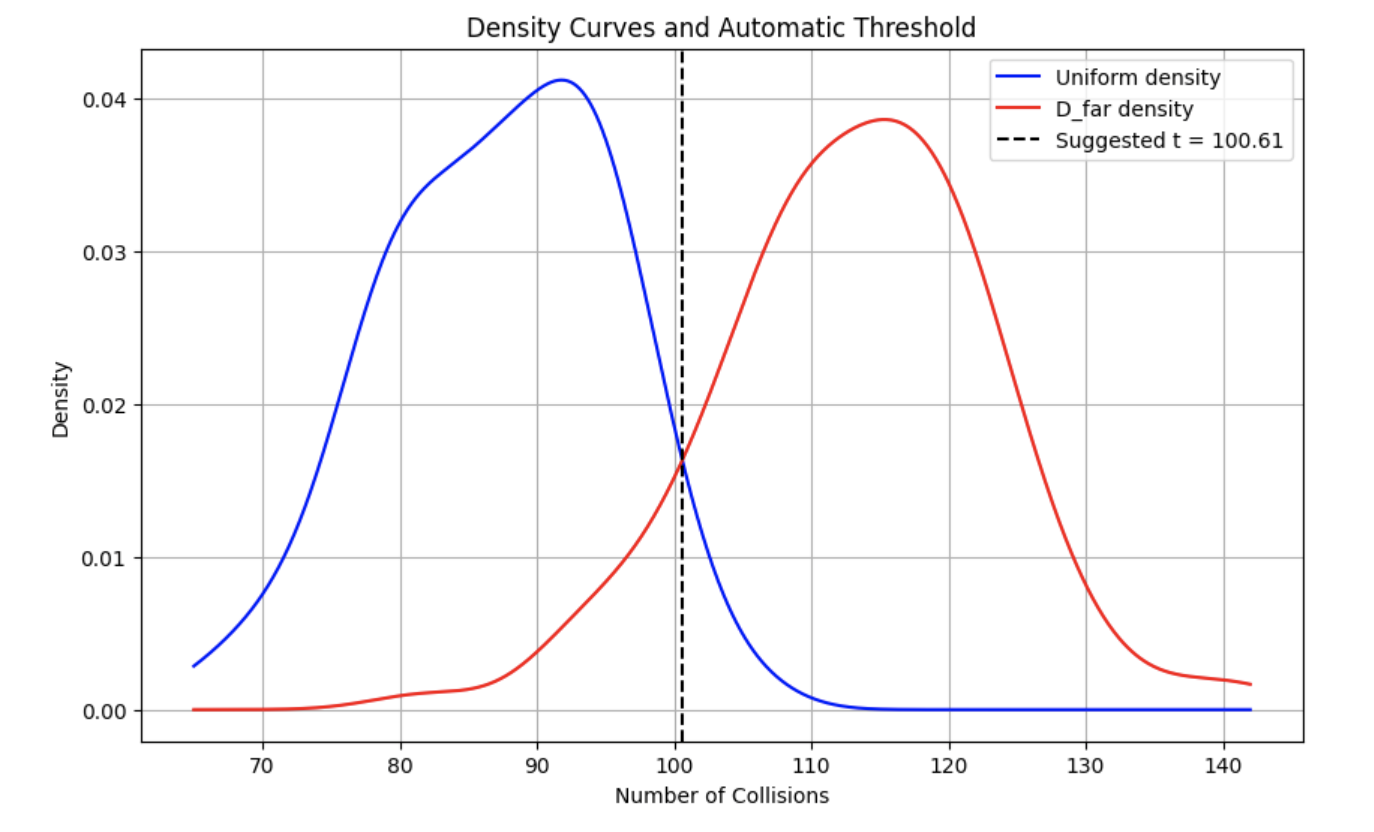 Density Curves and Automatic Threshold
Uniform density
D_far density
Suggested t = 100.61
0.04
0.03
0.02
0.01
0.00
Density
70 80 90 100 110 120 130 140
Number of Collisions